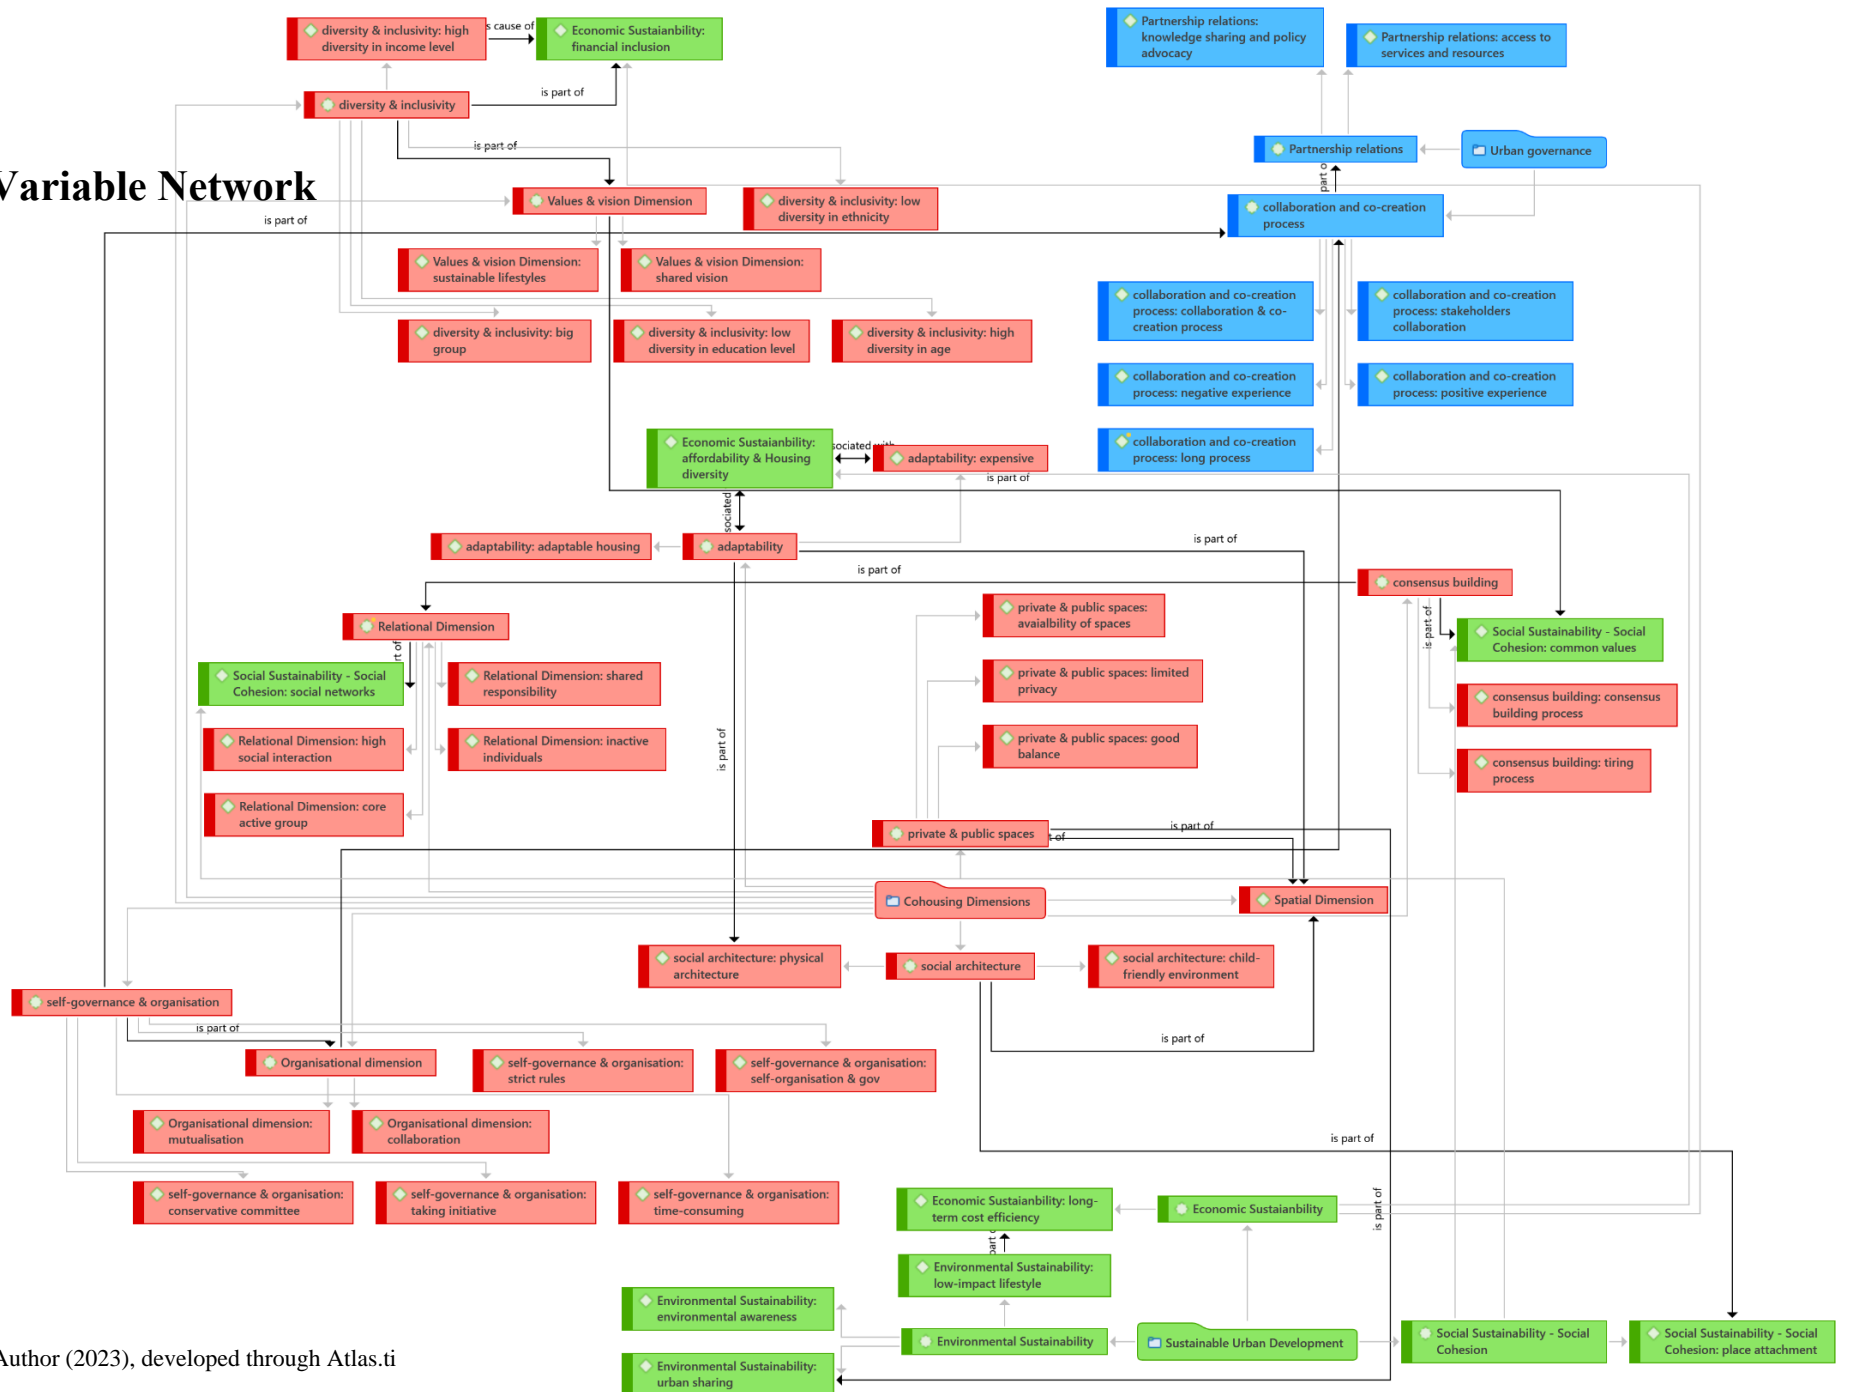 diversity & inclusivity: high
diversity in income level
s cause of
Economic Sustaianbility:
financial inclusion
Partnership relations:
knowledge sharing and policy
advocacy
Partnership relations: access to
services and resources
diversity & inclusivity
is part of
is part of
Partnership relations
Urban governance
part o
Variable Network
Values & vision Dimension
diversity & inclusivity: low
diversity in ethnicity
collaboration and co-creation
process
is part of
Values & vision Dimension:
sustainable lifestyles
Values & vision Dimension:
shared vision
collaboration and co-creation
process: collaboration & co-
creation process
collaboration and co-creation
process: stakeholders
collaboration
diversity & inclusivity: big
group
diversity & inclusivity: low
diversity in education level
diversity & inclusivity: high
diversity in age
collaboration and co-creation
process: negative experience
collaboration and co-creation
process: positive experience
Economic Sustaianbility:
affordability & Housing
diversity
sociated with
adaptability: expensive
collaboration and co-creation
process: long process
is part of
sociated
adaptability: adaptable housing
adaptability
is part of
is part of
consensus building
private & public spaces:
avaialbility of spaces
Relational Dimension
is part of
Social Sustainability - Social
Cohesion: common values
rt of
Social Sustainability - Social
Cohesion: social networks
Relational Dimension: shared
responsibility
private & public spaces: limited
privacy
consensus building: consensus
building process
Relational Dimension: high
social interaction
Relational Dimension: inactive
individuals
is part of
private & public spaces: good
balance
consensus building: tiring
process
Relational Dimension: core
active group
private & public spaces
is part of
t of
Cohousing Dimensions
Spatial Dimension
social architecture: physical
architecture
social architecture
social architecture: child-
friendly environment
self-governance & organisation
is part of
is part of
Organisational dimension
self-governance & organisation:
strict rules
self-governance & organisation:
self-organisation & gov
Organisational dimension:
mutualisation
Organisational dimension:
collaboration
is part of
self-governance & organisation:
conservative committee
self-governance & organisation:
taking initiative
self-governance & organisation:
time-consuming
Economic Sustaianbility: long-
term cost efficiency
Economic Sustaianbility
is part of
part o
Environmental Sustainability:
low-impact lifestyle
Environmental Sustainability:
environmental awareness
Environmental Sustainability
Sustainable Urban Development
Social Sustainability - Social
Cohesion
Social Sustainability - Social
Cohesion: place attachment
Author (2023), developed through Atlas.ti
Environmental Sustainability:
urban sharing